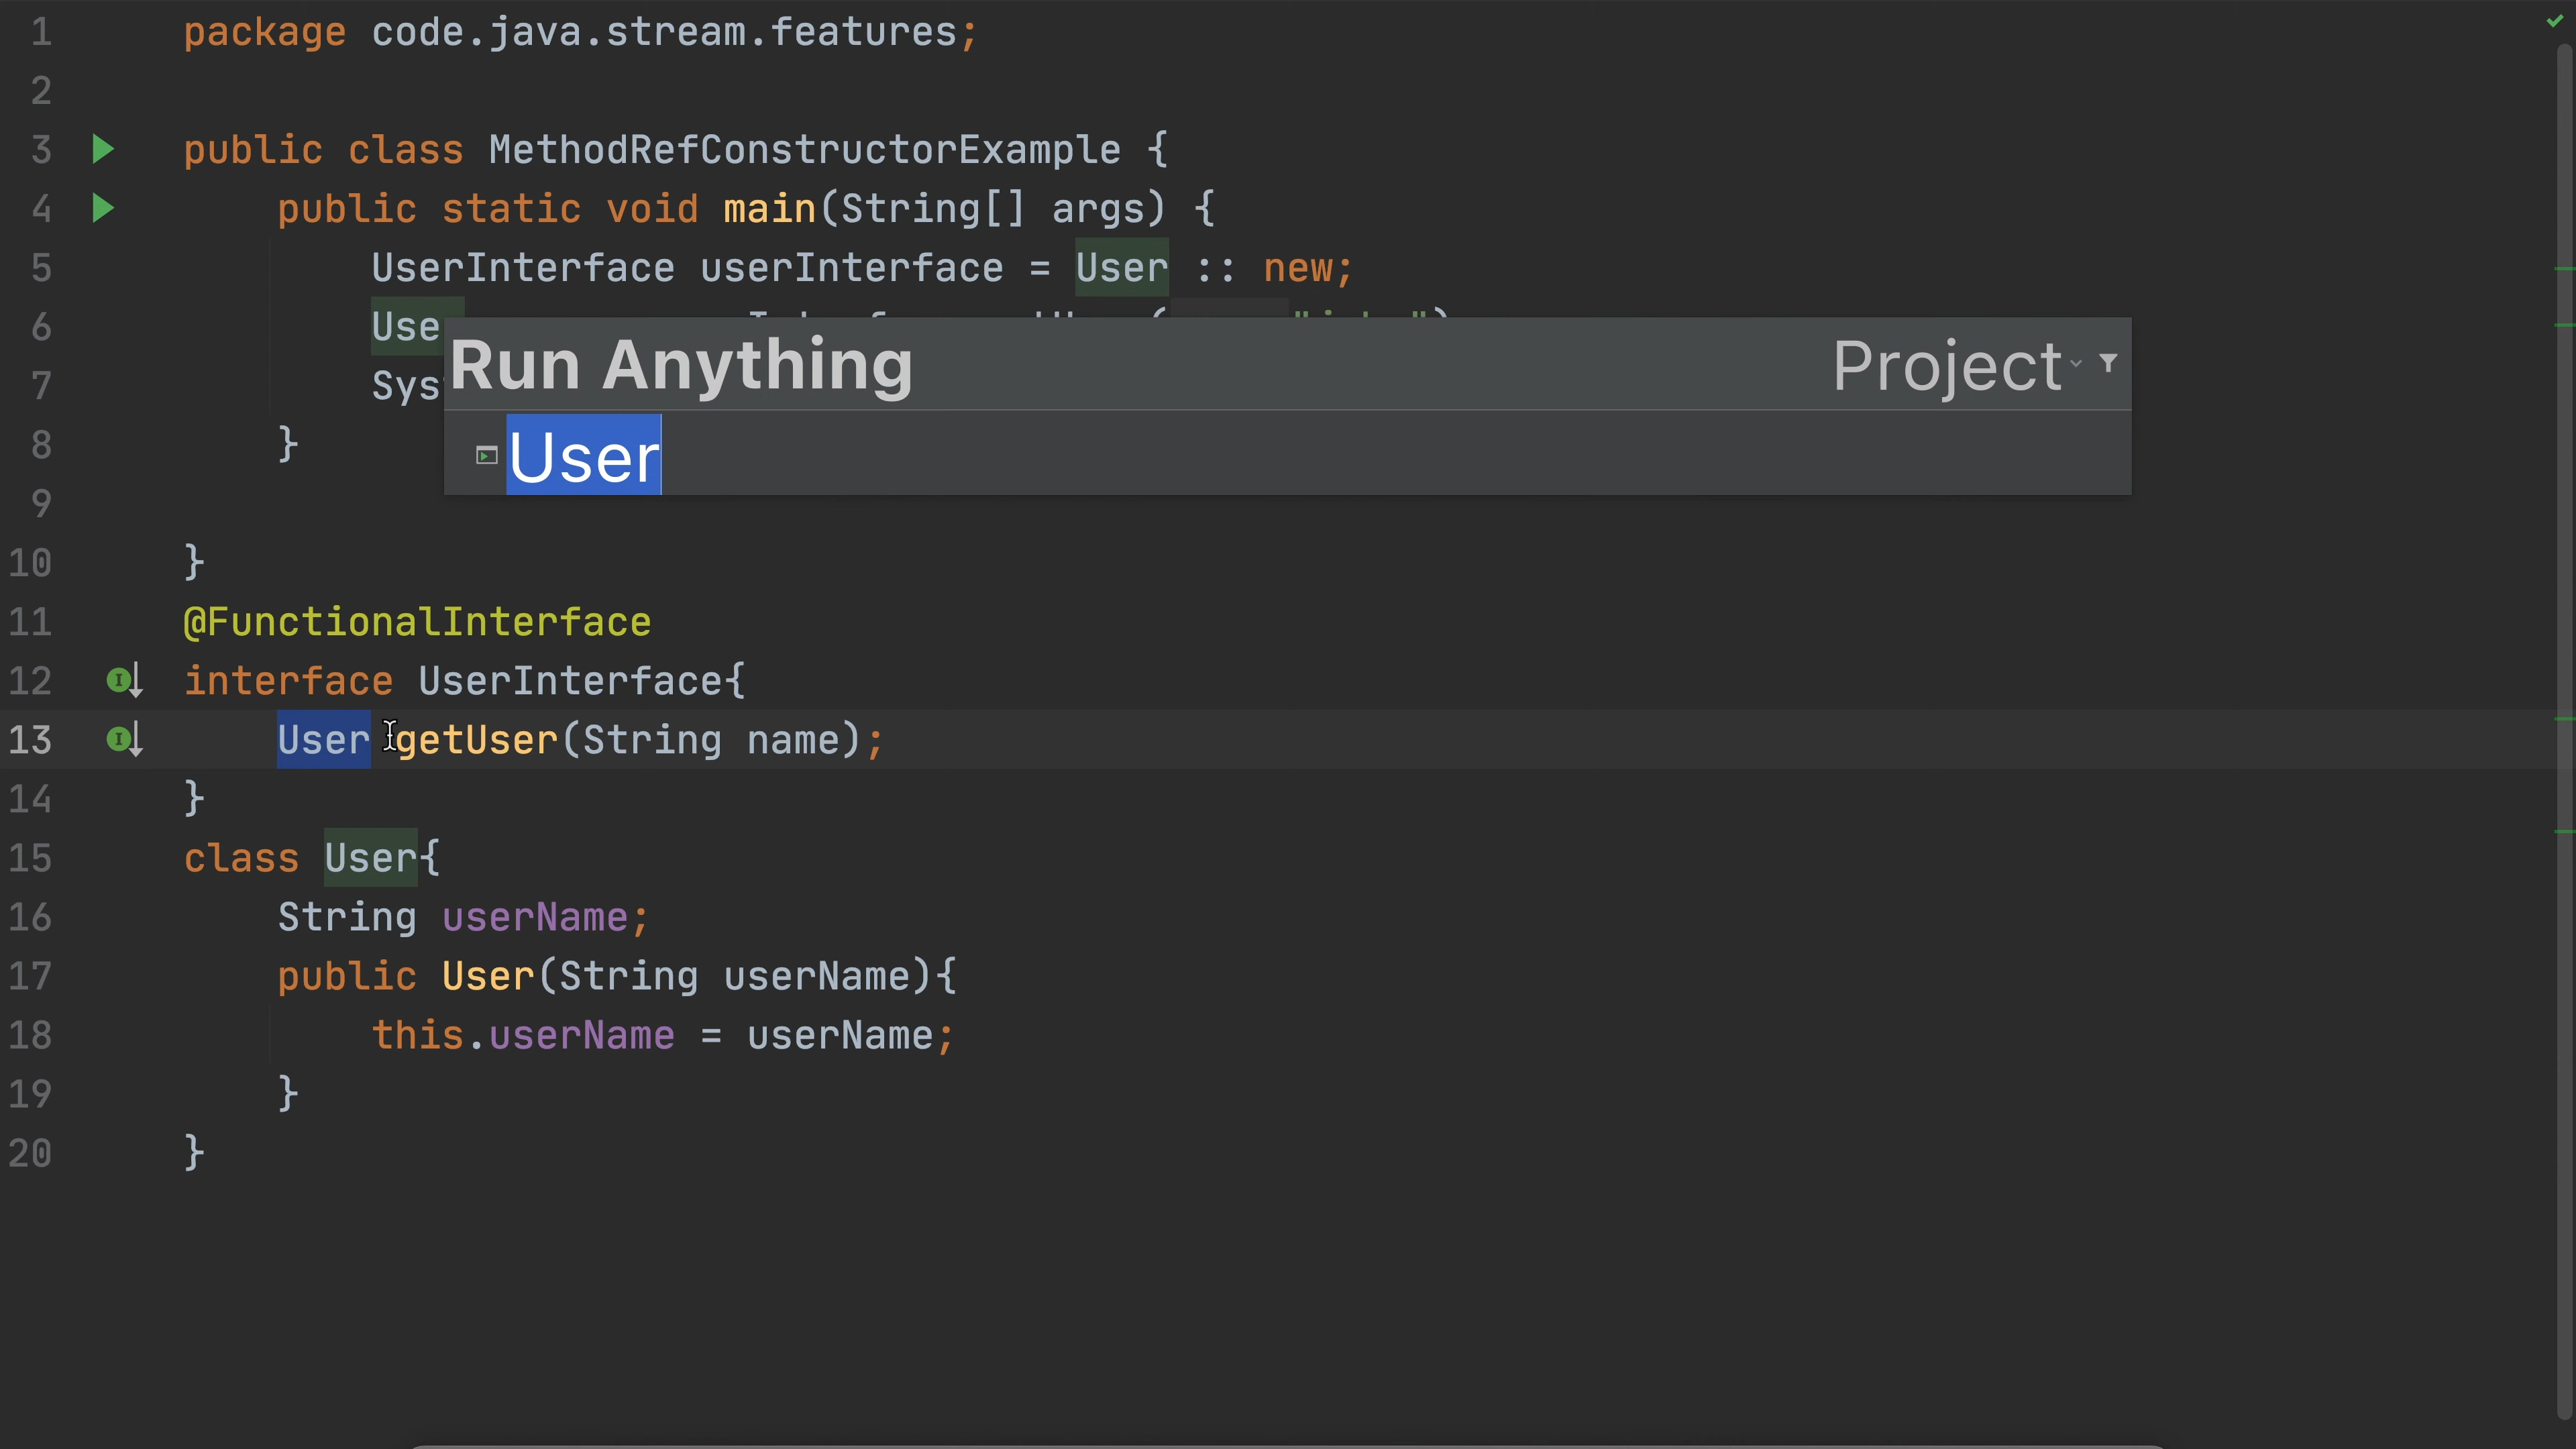 1 package code.java.stream.features;
2
3 public class MethodRefConstructorExample {
4 public static void main(String[] args) {
5 UserInterface userInterface = User :: new;
6 Use
Run Anything Project
7 Sys
User
8 }
9
10 }
11 @FunctionalInterface
12 interface UserInterface{
13 User getUser(String name);
14 }
15 class User{
16 String userName;
17 public User(String userName){
18 this.userName = userName;
19 }
20 }